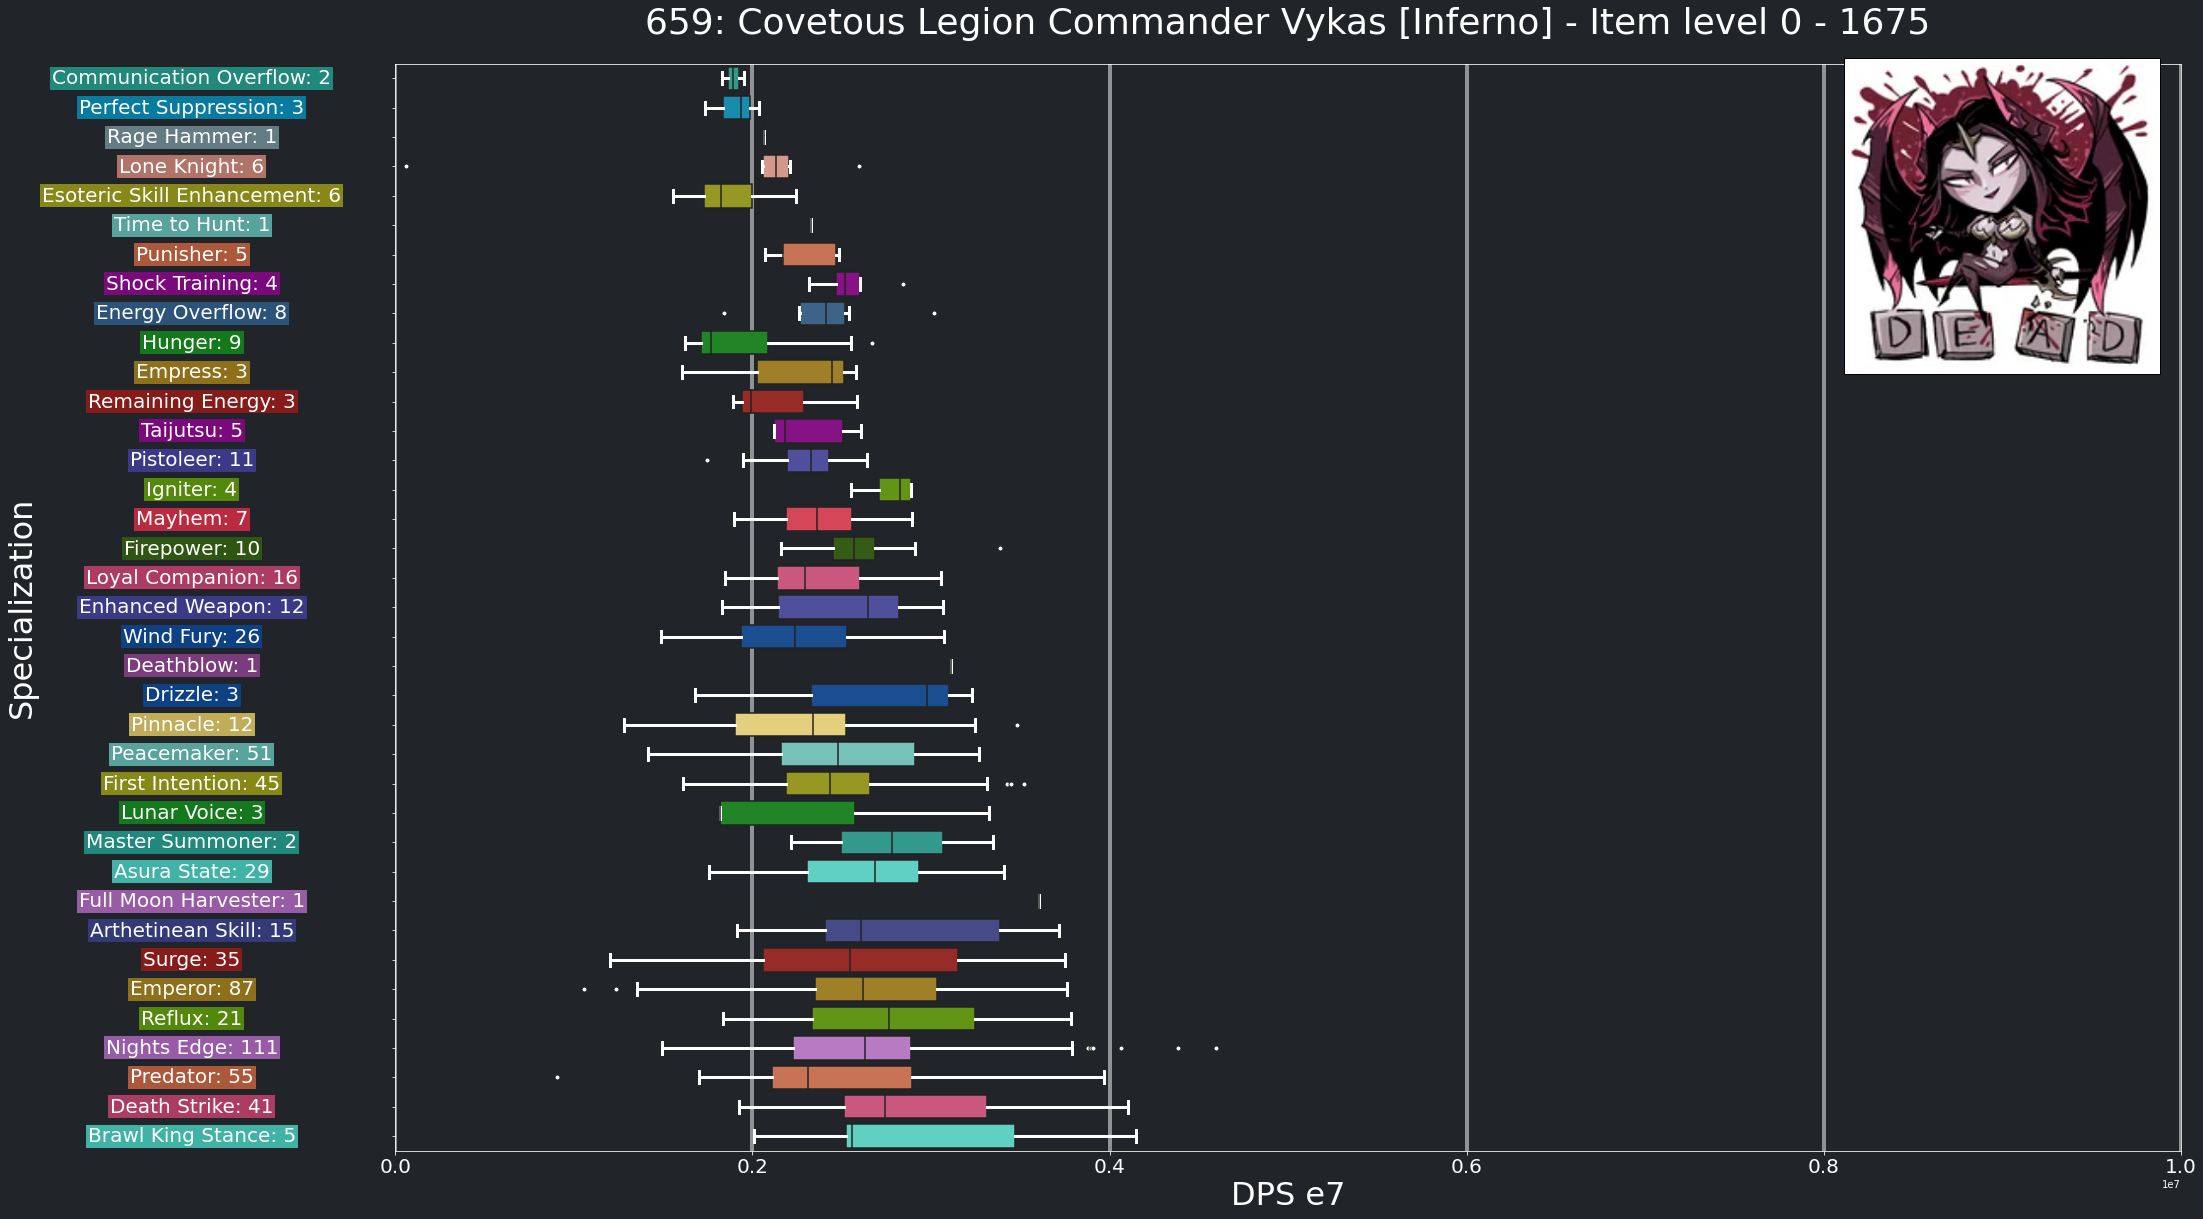 659: Covetous Legion Commander Vykas [Inferno] - Item level 0 - 1675
Communication Overflow: 2
Perfect Suppression: 3
Rage Hammer: 1
Lone Knight: 6
Esoteric Skill Enhancement: 6
Time to Hunt: 1
Punisher: 5
Shock Training: 4
Energy Overflow: 8
Hunger: 9
Empress: 3
Remaining Energy: 3
Taijutsu: 5
Pistoleer: 11
Igniter: 4
Mayhem: 7
Firepower: 10
Loyal Companion: 16
Enhanced Weapon: 12
Wind Fury: 26
Deathblow: 1
Drizzle: 3
Pinnacle: 12
Peacemaker: 51
First Intention: 45
Lunar Voice: 3
Master Summoner: 2
Asura State: 29
Full Moon Harvester: 1
Arthetinean Skill: 15
Surge: 35
Emperor: 87
Reflux: 21
Nights Edge: 111
Predator: 55
Death Strike: 41
Brawl King Stance: 5
Specialization
D E A D
0.0 0.2 0.4 0.6 0.8 1.0
1e7
DPS e7